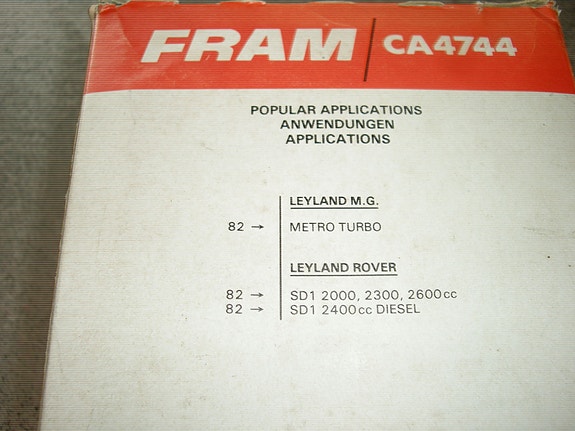 FRAM CA4744
POPULAR APPLICATIONS
ANWENDUNGEN
APPLICATIONS
LEYLAND M.G.
82 → METRO TURBO
LEYLAND ROVER
82 → SD1 2000, 2300, 2600cc
82 → SD1 2400cc DIESEL